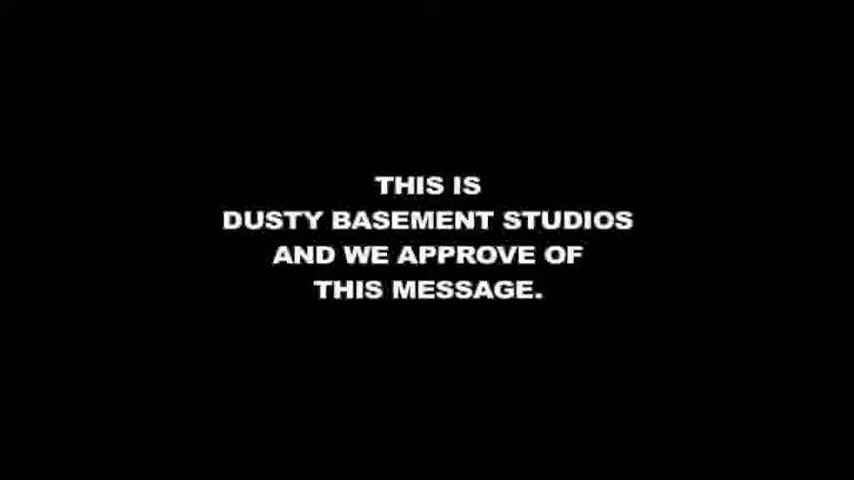 THIS IS
DUSTY BASEMENT STUDIOS
AND WE APPROVE OF
THIS MESSAGE.